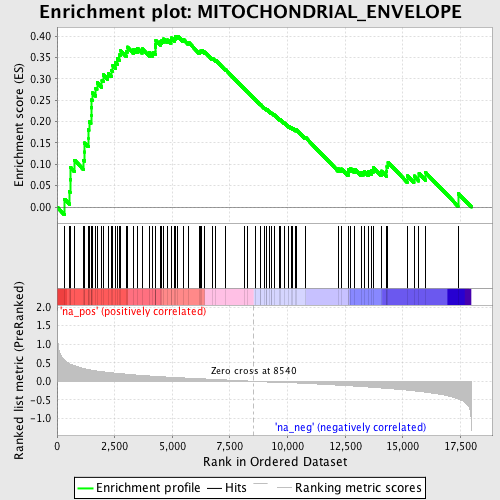 Enrichment plot: MITOCHONDRIAL_ENVELOPE
Enrichment score (ES)
0.40
0.35
0.30
0.25
0.20
0.15
0.10
0.05
0.00
'na_pos' (positively correlated)
Ranked list metric (PreRanked)
2.0
1.5
1.0
0.5
0.0
-0.5
-1.0
Zero cross at 8540
'na_neg' (negatively correlated)
0
2,500
5,000
7,500
10,000
12,500
15,000
17,500
Rank in Ordered Dataset
Enrichment profile
Hits
Ranking metric scores